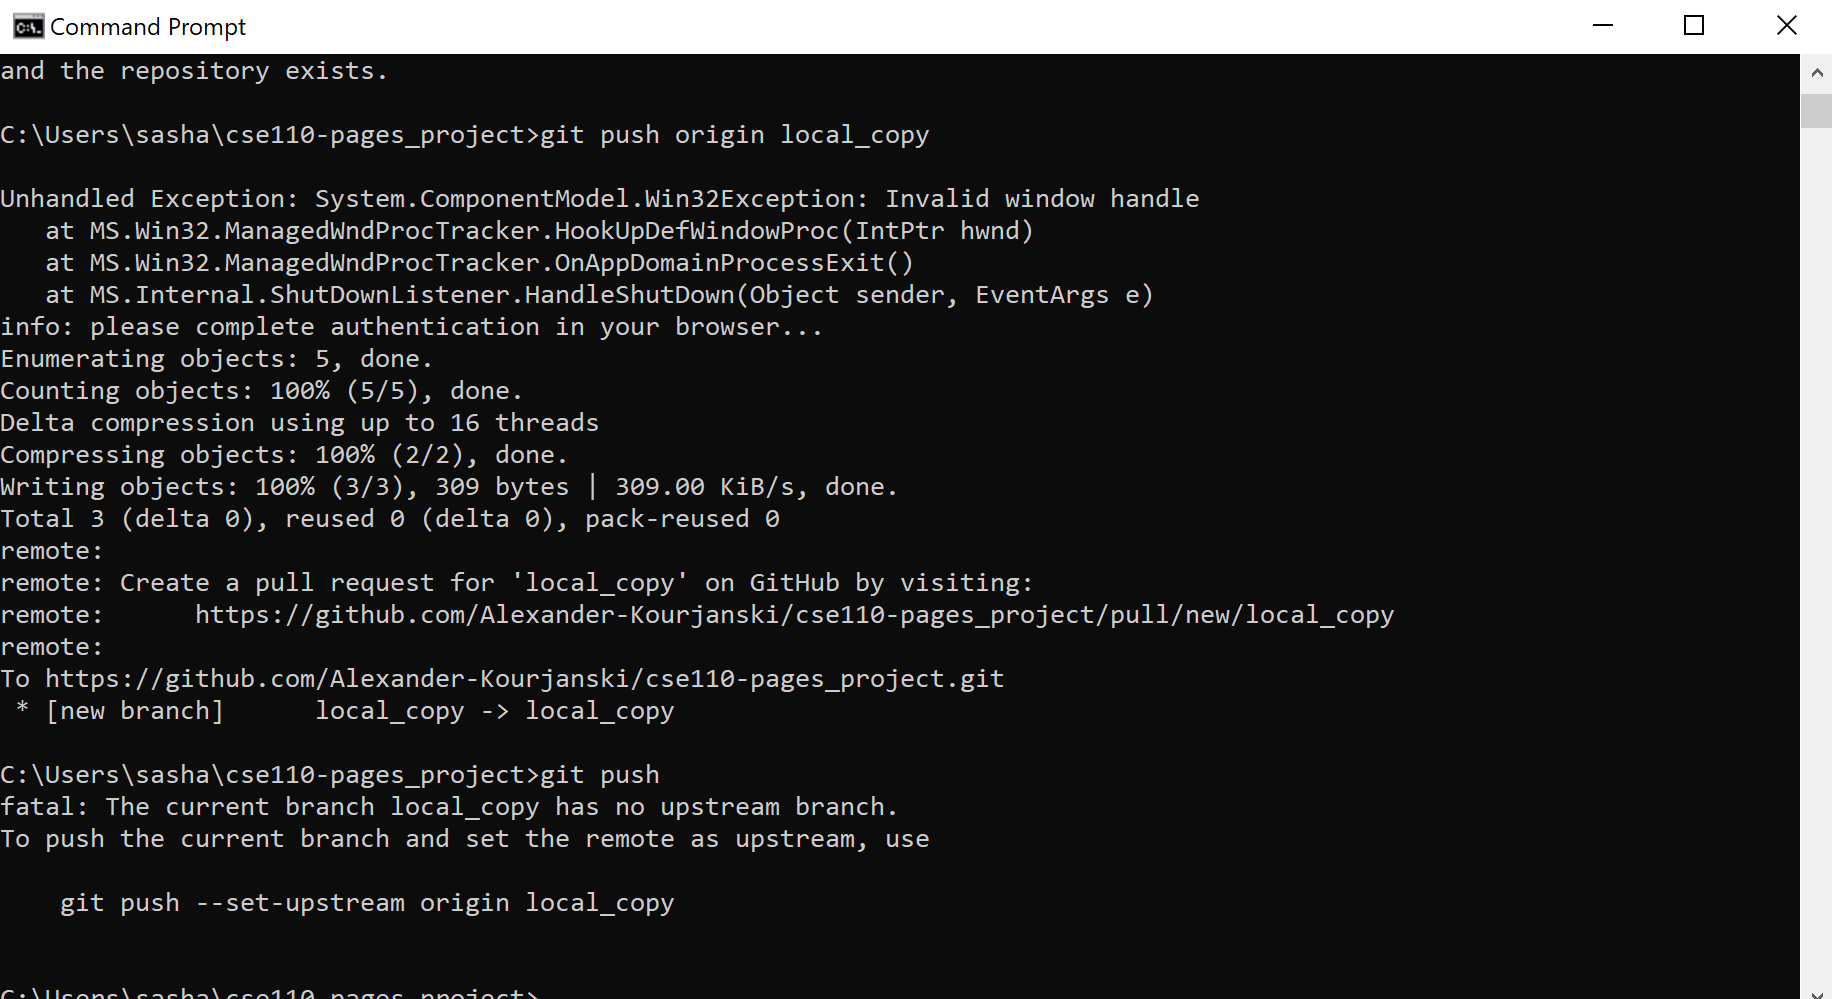 Command Prompt
and the repository exists.
C:\Users\sasha\cse110-pages_project>git push origin local_copy
Unhandled Exception: System.ComponentModel.Win32Exception: Invalid window handle
   at MS.Win32.ManagedWndProcTracker.HookUpDefWindowProc(IntPtr hwnd)
   at MS.Win32.ManagedWndProcTracker.OnAppDomainProcessExit()
   at MS.Internal.ShutDownListener.HandleShutDown(Object sender, EventArgs e)
info: please complete authentication in your browser...
Enumerating objects: 5, done.
Counting objects: 100% (5/5), done.
Delta compression using up to 16 threads
Compressing objects: 100% (2/2), done.
Writing objects: 100% (3/3), 309 bytes | 309.00 KiB/s, done.
Total 3 (delta 0), reused 0 (delta 0), pack-reused 0
remote:
remote: Create a pull request for 'local_copy' on GitHub by visiting:
remote:      https://github.com/Alexander-Kourjanski/cse110-pages_project/pull/new/local_copy
remote:
To https://github.com/Alexander-Kourjanski/cse110-pages_project.git
 * [new branch]      local_copy -> local_copy
C:\Users\sasha\cse110-pages_project>git push
fatal: The current branch local_copy has no upstream branch.
To push the current branch and set the remote as upstream, use
    git push --set-upstream origin local_copy
C:\Users\sasha\cse110-pages_project>